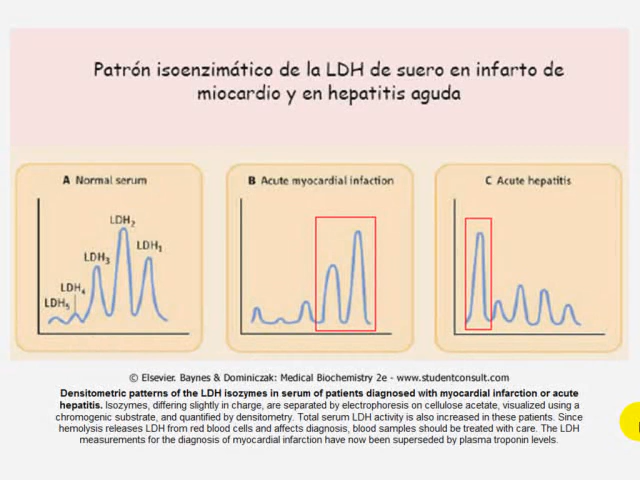 Patrón isoenzimático de la LDH de suero en infarto de
miocardio y en hepatitis aguda
A Normal serum
LDH5
LDH4
LDH3
LDH2
LDH1
B Acute myocardial infaction
C Acute hepatitis
© Elsevier. Baynes & Dominiczak: Medical Biochemistry 2e - www.studentconsult.com
Densitometric patterns of the LDH isozymes in serum of patients diagnosed with myocardial infarction or acute
hepatitis. Isozymes, differing slightly in charge, are separated by electrophoresis on cellulose acetate, visualized using a
chromogenic substrate, and quantified by densitometry. Total serum LDH activity is also increased in these patients. Since
hemolysis releases LDH from red blood cells and affects diagnosis, blood samples should be treated with care. The LDH
measurements for the diagnosis of myocardial infarction have now been superseded by plasma troponin levels.